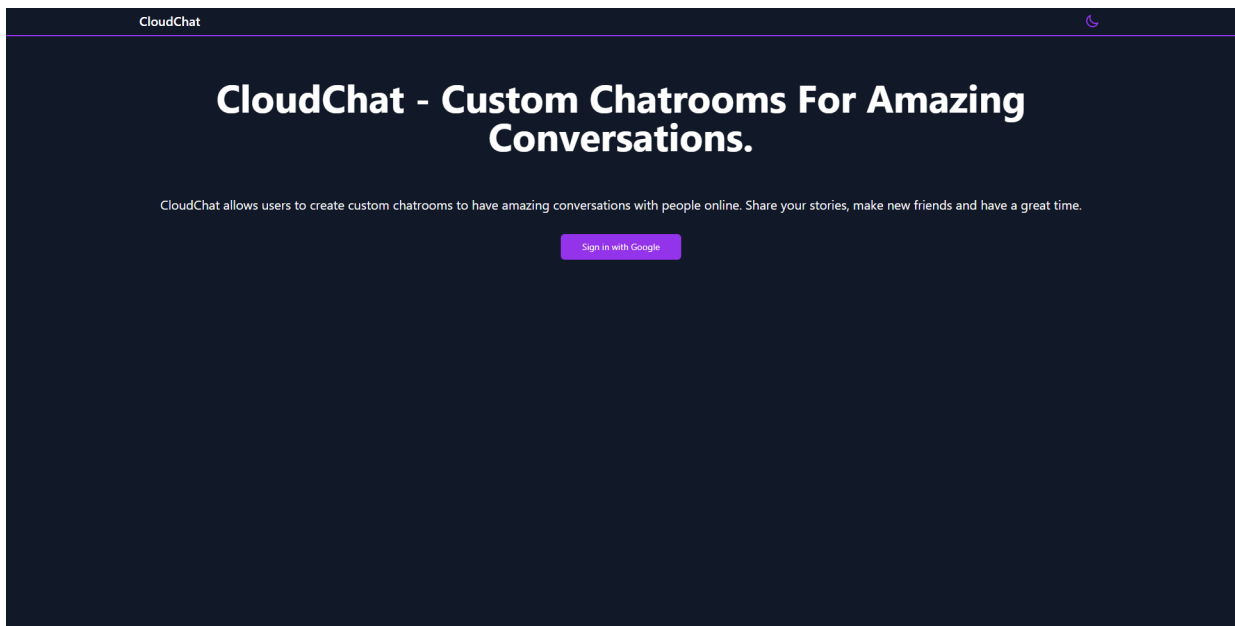 CloudChat
CloudChat - Custom Chatrooms For Amazing
Conversations.
CloudChat allows users to create custom chatrooms to have amazing conversations with people online. Share your stories, make new friends and have a great time.
Sign in with Google